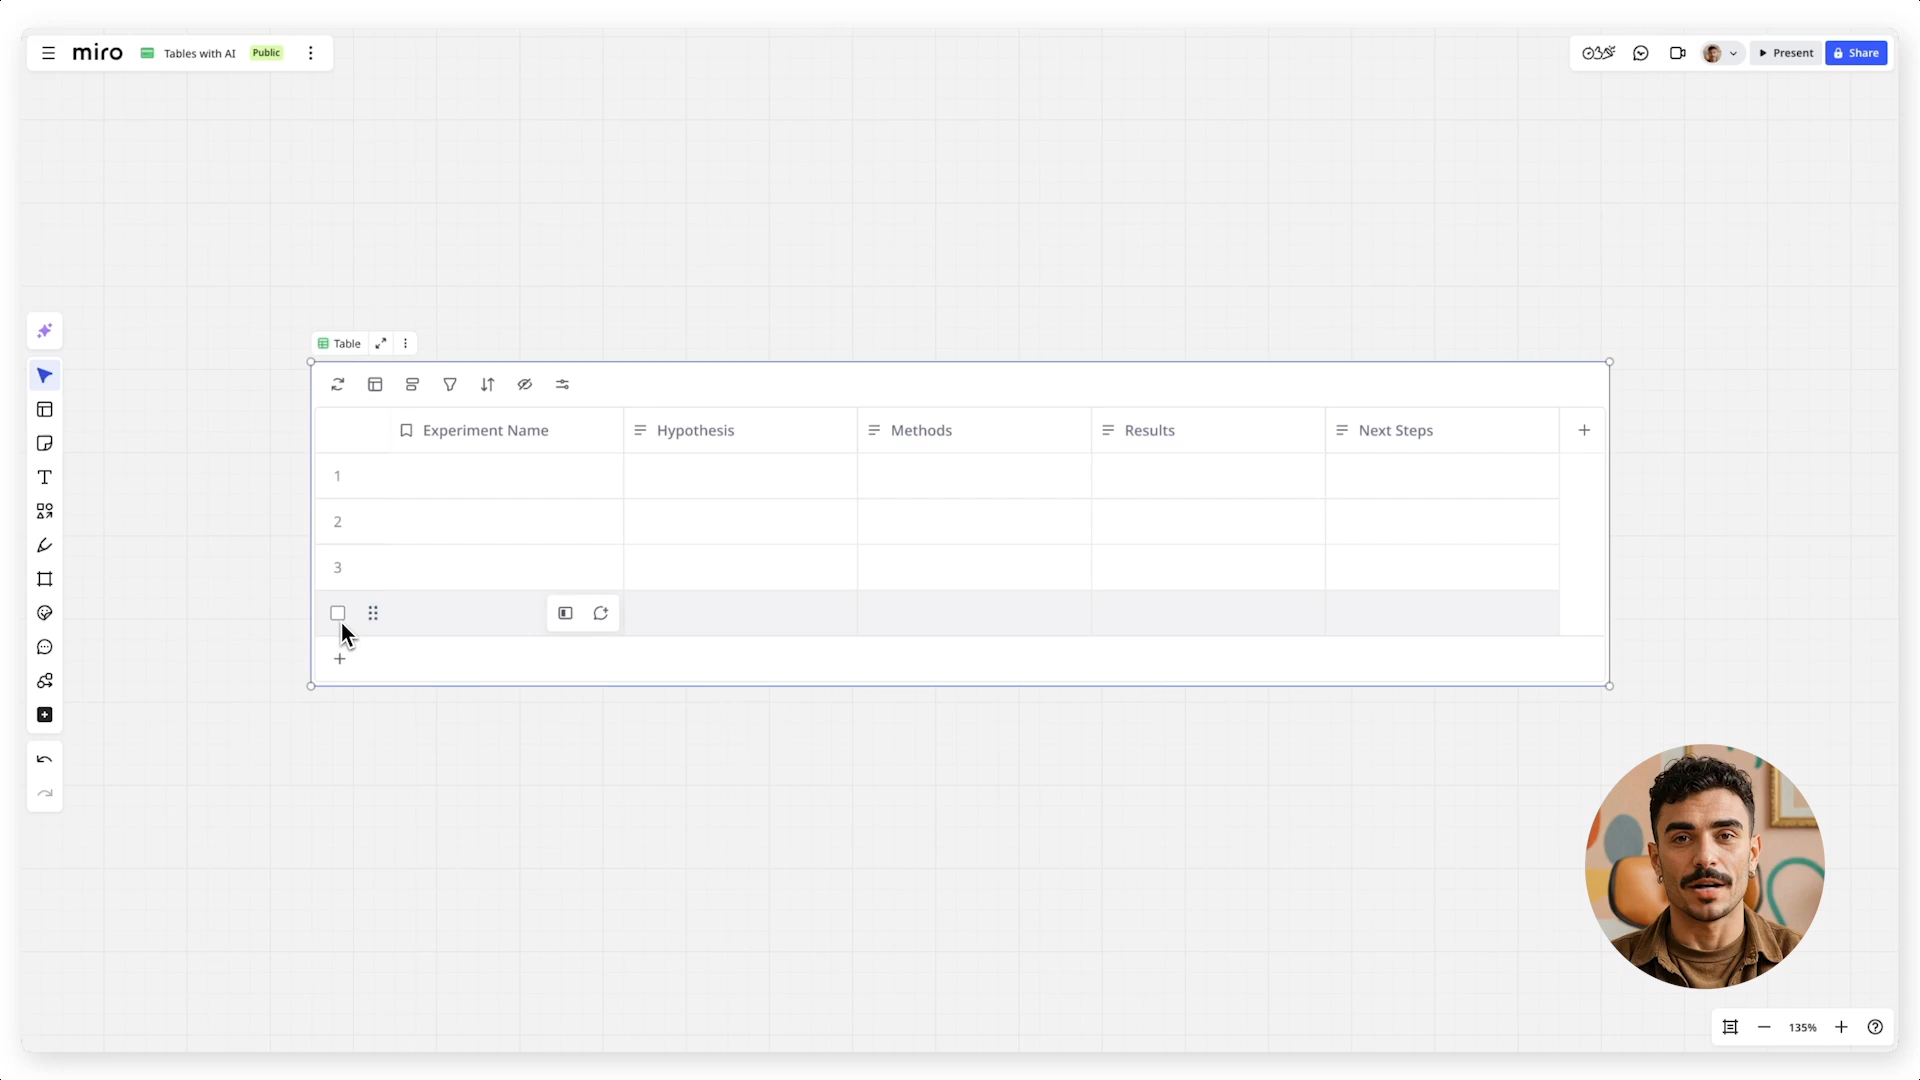 miro
Tables with AI
Public
Present
Share
Table
Experiment Name
Hypothesis
Methods
Results
Next Steps
1
2
3
135%